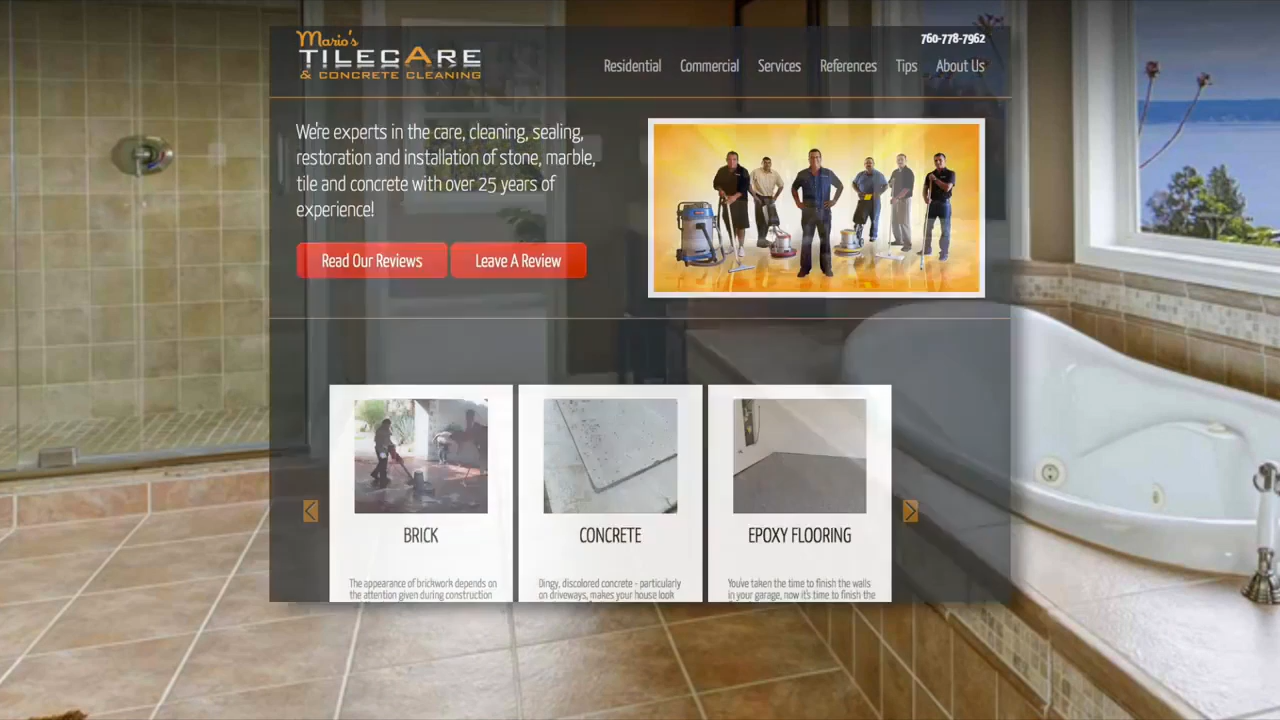 Mario's
TILECARE
& CONCRETE CLEANING
760-778-7962
Residential Commercial Services References Tips About Us
We're experts in the care, cleaning, sealing,
restoration and installation of stone, marble,
tile and concrete with over 25 years of
experience!
Read Our Reviews Leave A Review
BRICK
The appearance of brickwork depends on
the attention given during construction
CONCRETE
Dingy, discolored concrete - particularly
on driveways, makes your house look
EPOXY FLOORING
You've taken the time to finish the walls
in your garage, now it's time to finish the